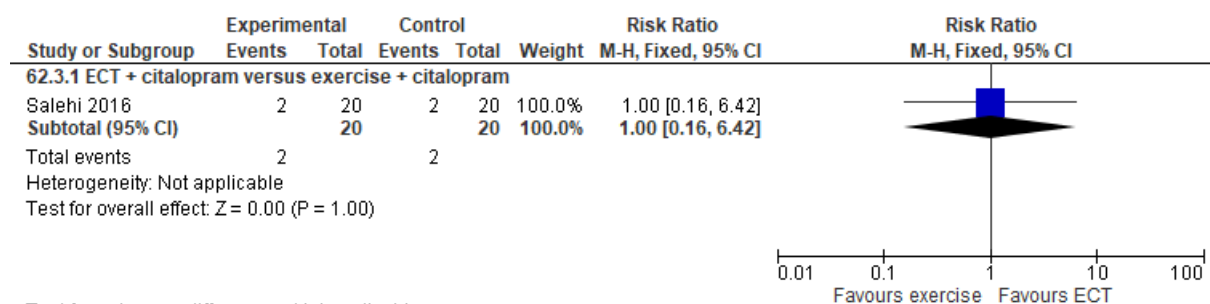 Experimental Control Risk Ratio Risk Ratio
Study or Subgroup Events Total Events Total Weight M-H, Fixed, 95% CI M-H, Fixed, 95% CI
62.3.1 ECT + citalopram versus exercise + citalopram
Salehi 2016 2 20 2 20 100.0% 1.00 [0.16, 6.42]
Subtotal (95% CI) 20 20 100.0% 1.00 [0.16, 6.42]
Total events 2 2
Heterogeneity: Not applicable
Test for overall effect: Z = 0.00 (P = 1.00)
0.01 0.1 1 10 100
Favours exercise Favours ECT